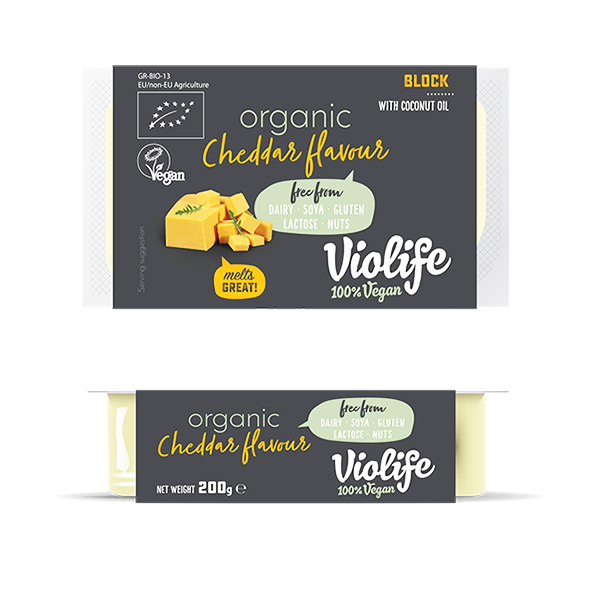 GR-BIO-13
EU/non-EU Agriculture
BLOCK
WITH COCONUT OIL
organic
Cheddar flavour
Vegan
free from
DAIRY · SOYA · GLUTEN
LACTOSE · NUTS
Serving suggestion
melts
GREAT!
Violife
100% Vegan
organic
Cheddar flavour
free from
DAIRY · SOYA · GLUTEN
LACTOSE · NUTS
Violife
100% Vegan
NET WEIGHT 200g ℮